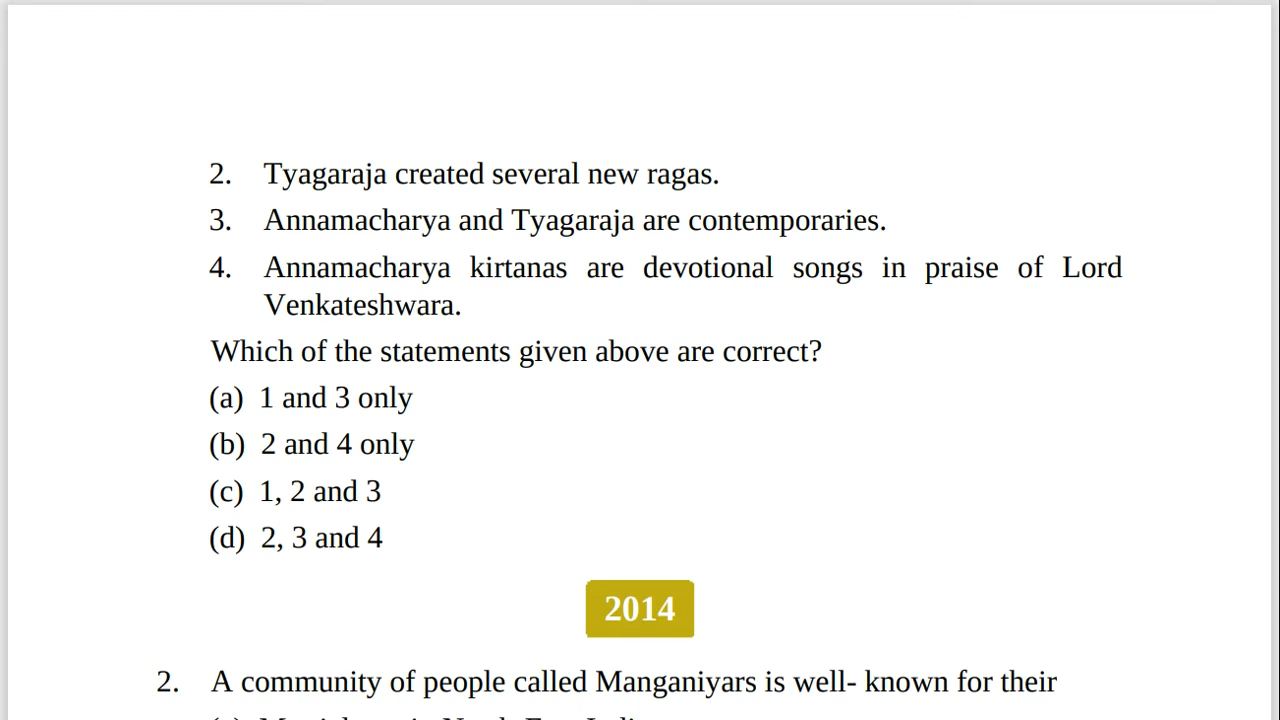 2. Tyagaraja created several new ragas.
3. Annamacharya and Tyagaraja are contemporaries.
4. Annamacharya kirtanas are devotional songs in praise of Lord
Venkateshwara.
Which of the statements given above are correct?
(a) 1 and 3 only
(b) 2 and 4 only
(c) 1, 2 and 3
(d) 2, 3 and 4
2014
2. A community of people called Manganiyars is well- known for their